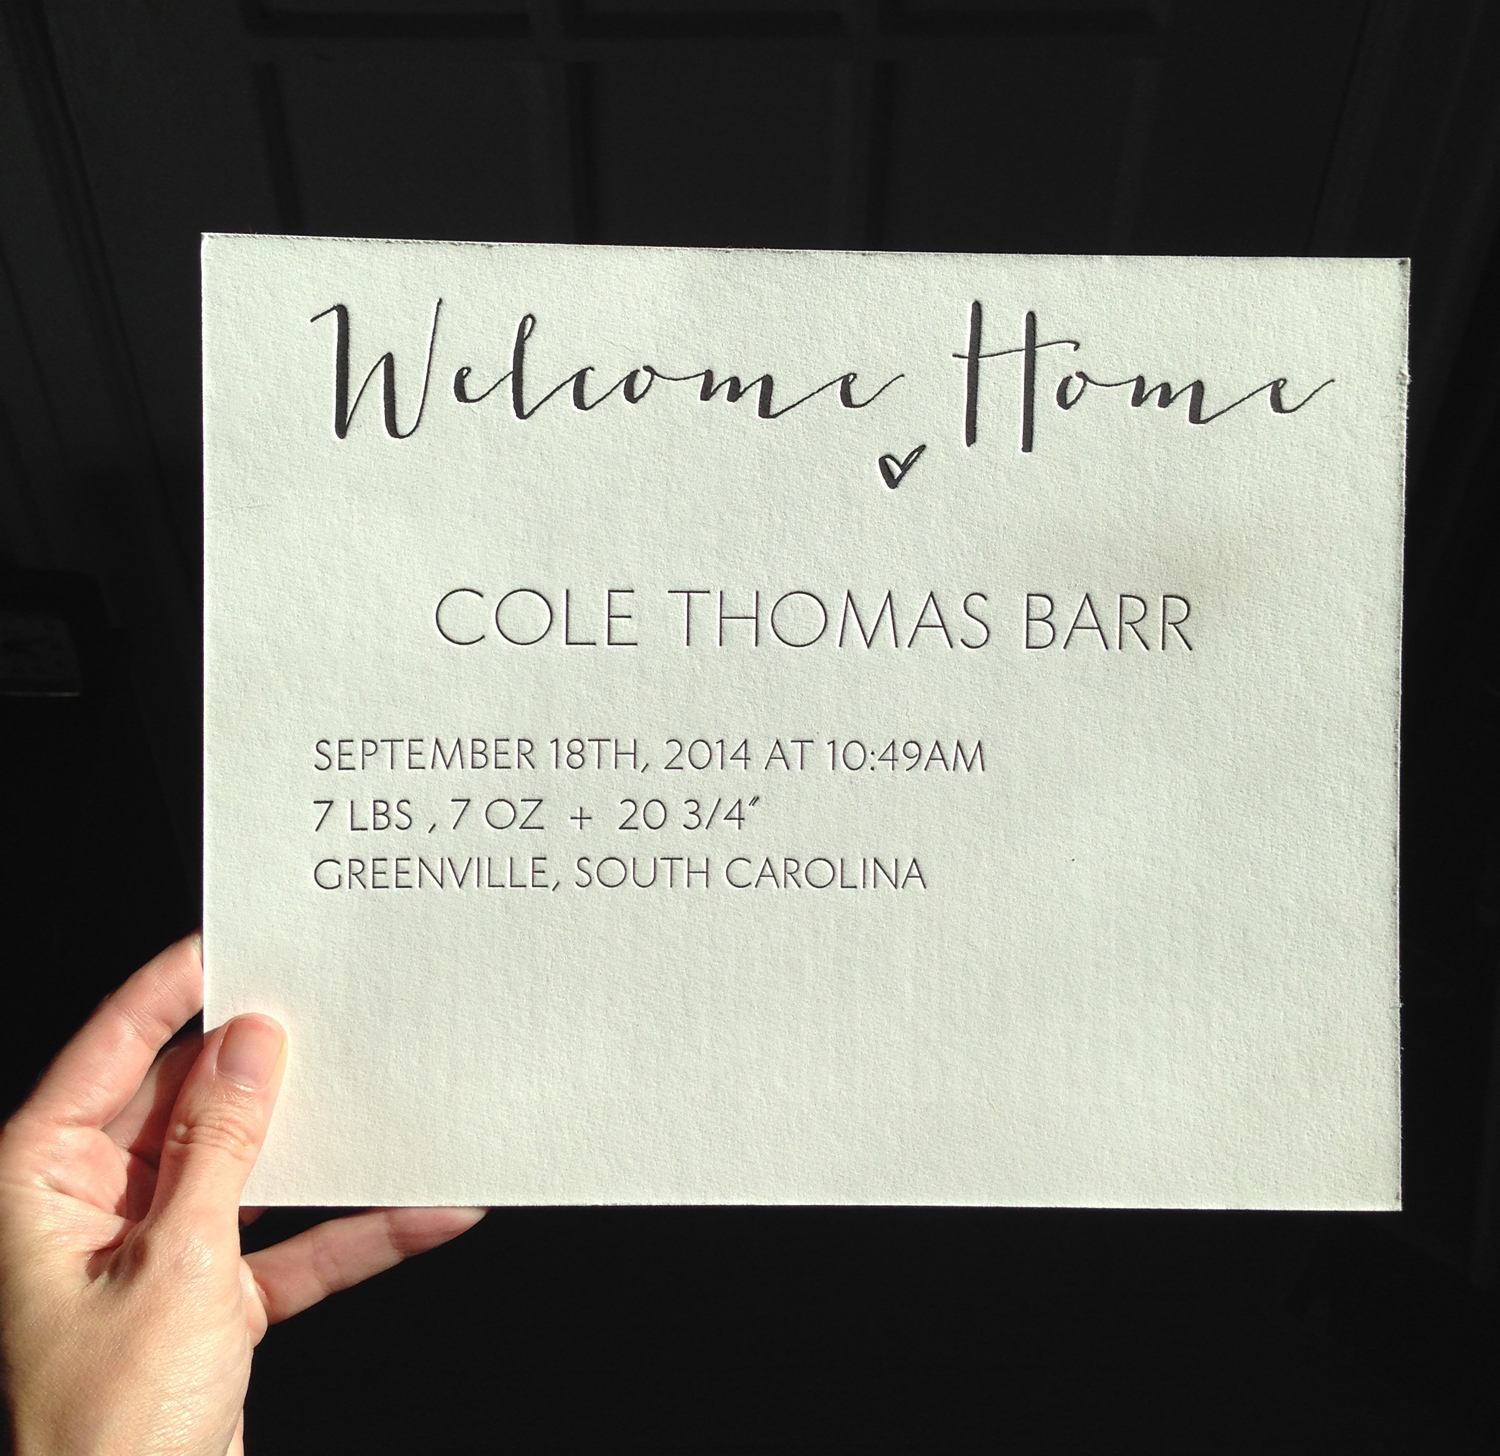 Welcome Home
COLE THOMAS BARR
SEPTEMBER 18TH, 2014 AT 10:49AM
7 LBS , 7 OZ + 20 3/4"
GREENVILLE, SOUTH CAROLINA